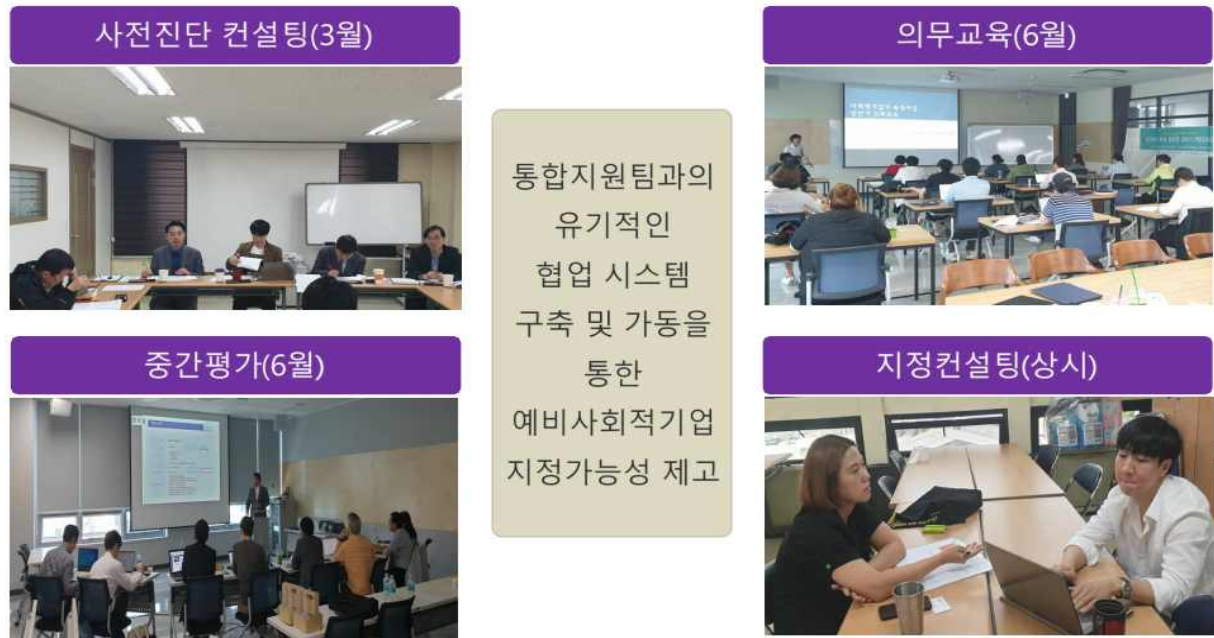 사전진단 컨설팅(3월)
의무교육(6월)
통합지원팀과의
유기적인
협업 시스템
구축 및 가동을
통한
예비사회적기업
지정가능성 제고
중간평가(6월)
지정컨설팅(상시)